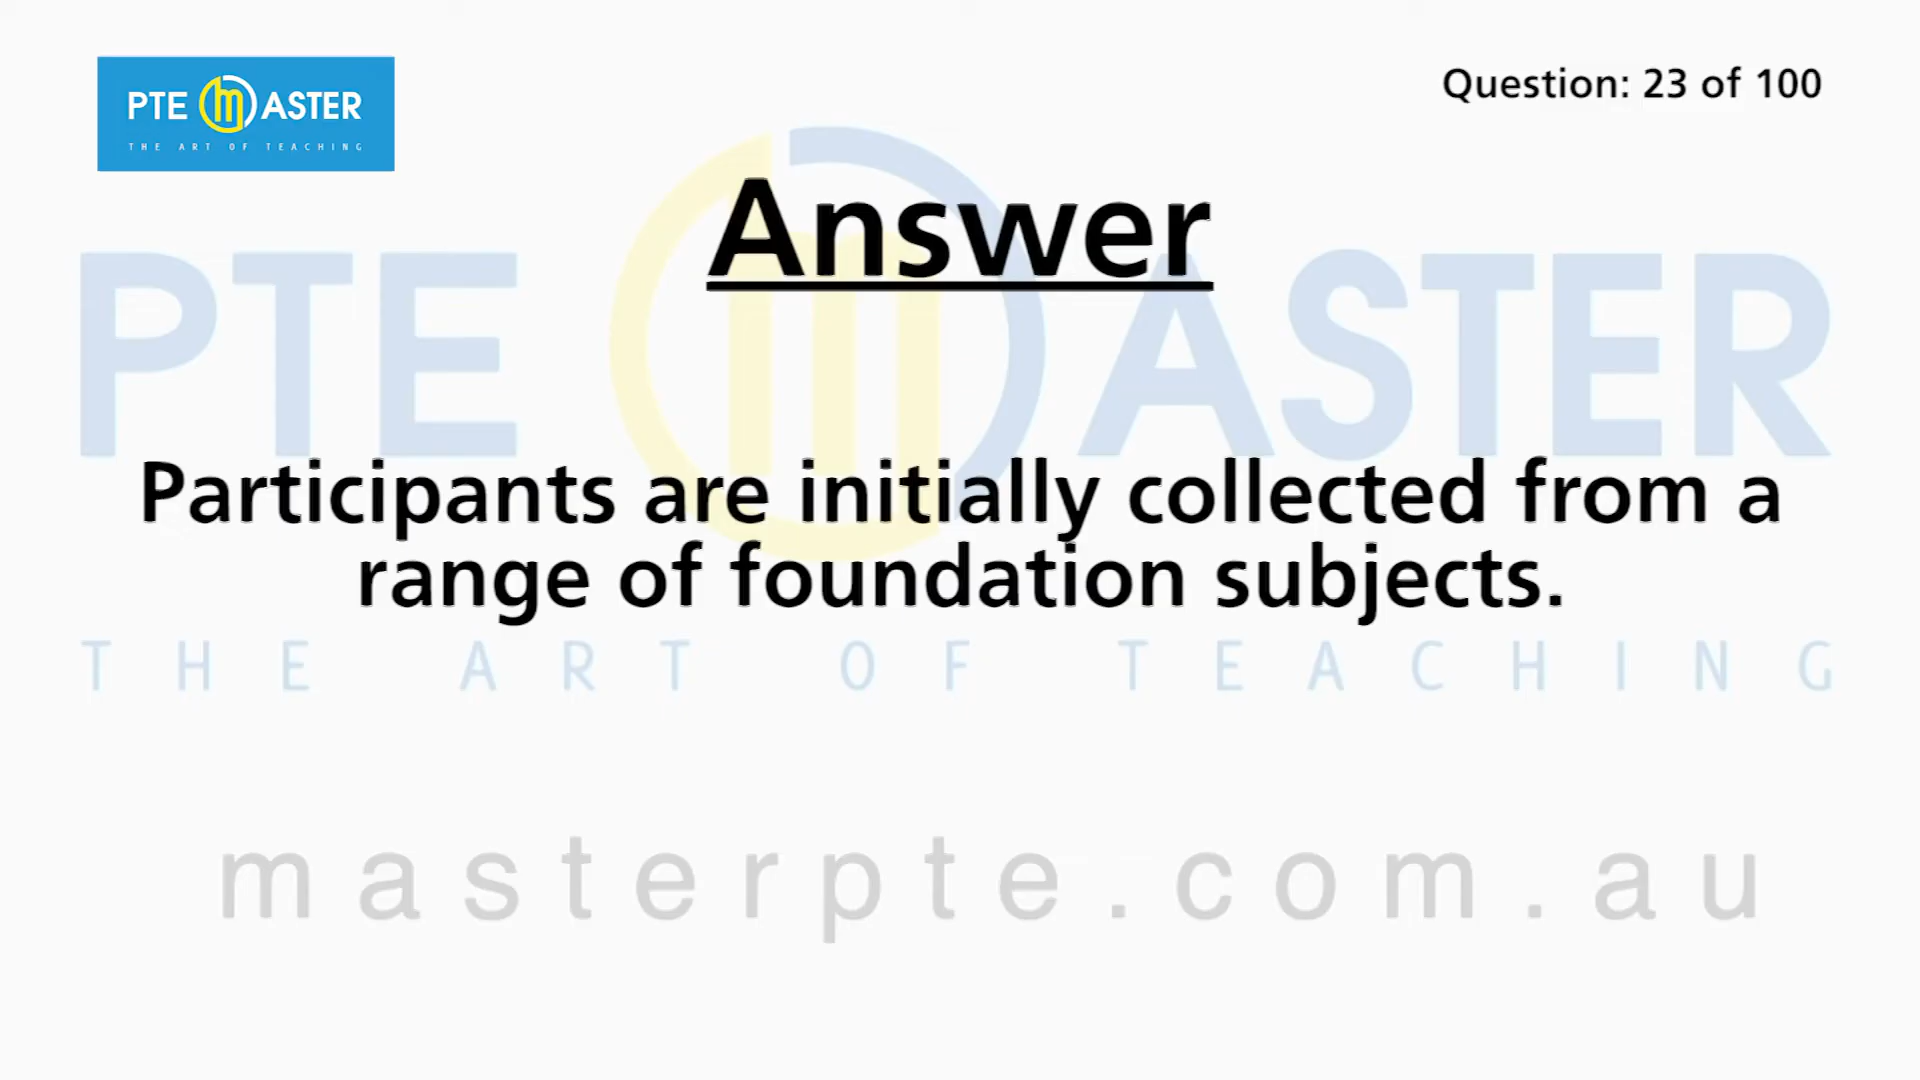 PTE MASTER
THE ART OF TEACHING
Question: 23 of 100
Answer
PTE MASTER
Participants are initially collected from a
range of foundation subjects.
THE ART OF TEACHING
masterpte.com.au